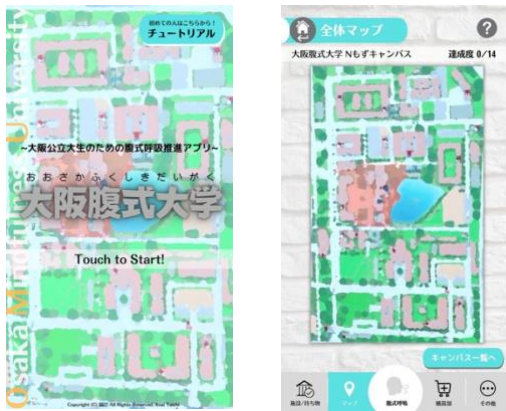 初めての人はこちらから！
チュートリアル
Osaka Mindfulness University
~大阪公立大生のための腹式呼吸推進アプリ~
おおさかふくしきだいがく
大阪腹式大学
Touch to Start!
全体マップ
?
大阪腹式大学 Nもずキャンパス
達成度 0/14
キャンパス一覧へ
施設/持ち物
マップ
腹式呼吸
購買部
その他